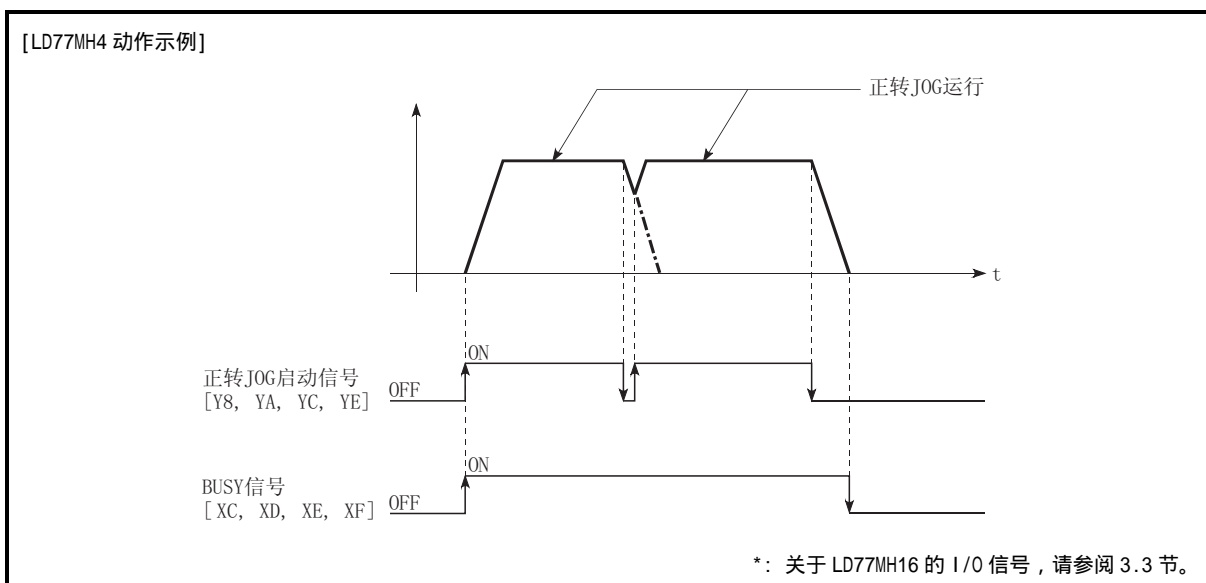 [LD77MH4 动作示例]
正转JOG运行
t
ON
正转JOG启动信号
[Y8, YA, YC, YE]
OFF
ON
BUSY信号
[XC, XD, XE, XF]
OFF
*: 关于 LD77MH16 的 I/O 信号，请参阅 3.3 节。